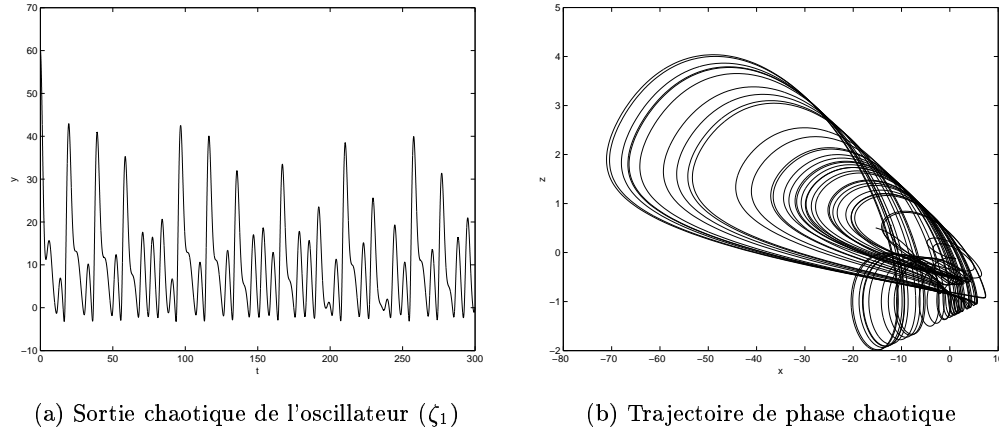 70
60
50
40
30
20
10
0
−10
y
0 50 100 150 200 250 300
t
5
4
3
2
1
0
−1
−2
z
−80 −70 −60 −50 −40 −30 −20 −10 0 10
x
(a) Sortie chaotique de l'oscillateur (ζ₁)
(b) Trajectoire de phase chaotique